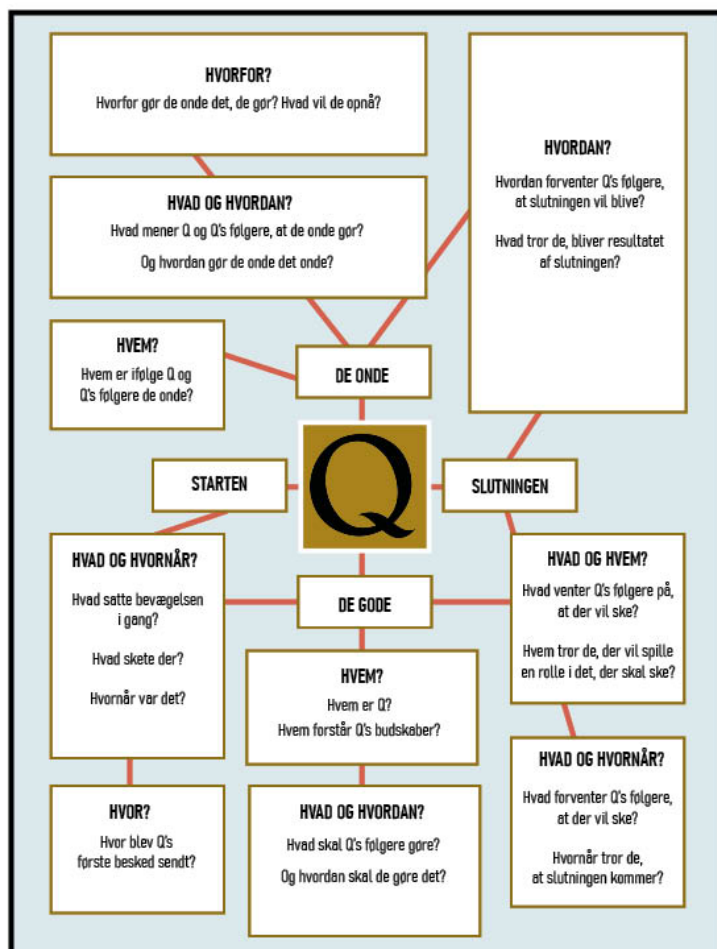 HVORFOR?
Hvorfor gør de onde det, de gør? Hvad vil de opnå?
HVAD OG HVORDAN?
Hvad mener Q og Q's følgere, at de onde gør?
Og hvordan gør de onde det onde?
HVORDAN?
Hvordan forventer Q's følgere,
at slutningen vil blive?
Hvad tror de, bliver resultatet
af slutningen?
HVEM?
Hvem er ifølge Q og
Q's følgere de onde?
DE ONDE
STARTEN
Q
SLUTNINGEN
HVAD OG HVORNÅR?
Hvad satte bevægelsen
i gang?
Hvad skete der?
Hvornår var det?
DE GODE
HVAD OG HVEM?
Hvad venter Q's følgere på,
at der vil ske?
Hvem tror de, der vil spille
en rolle i det, der skal ske?
HVEM?
Hvem er Q?
Hvem forstår Q's budskaber?
HVOR?
Hvor blev Q's
første besked sendt?
HVAD OG HVORDAN?
Hvad skal Q's følgere gøre?
Og hvordan skal de gøre det?
HVAD OG HVORNÅR?
Hvad forventer Q's følgere,
at der vil ske?
Hvornår tror de,
at slutningen kommer?